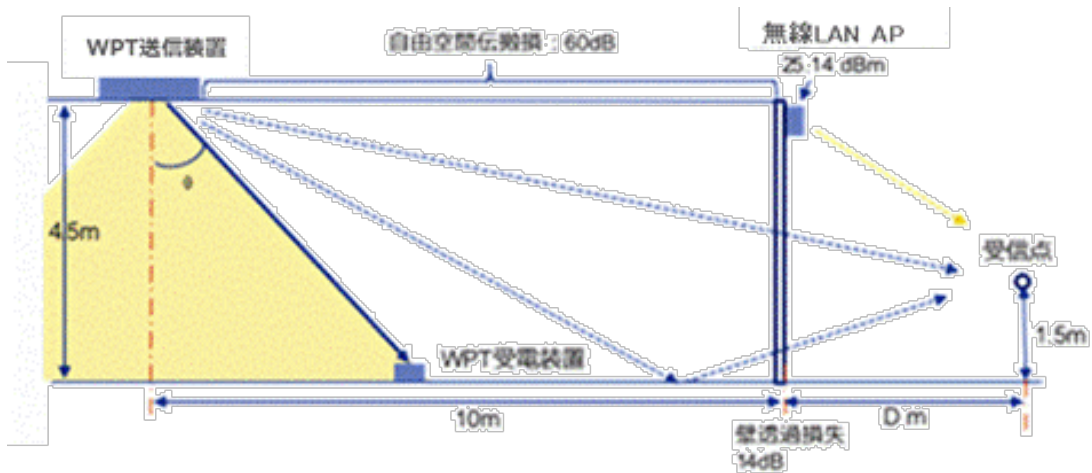 WPT送信装置
自由空間伝搬損：60dB
無線LAN AP
25.14 dBm
θ
4.5m
受信点
WPT受電装置
1.5m
10m
D m
壁透過損失
14dB